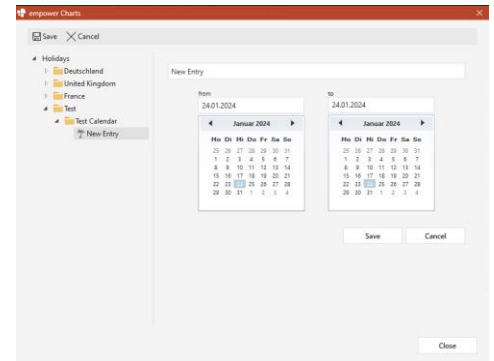 empower Charts
Save Cancel
Holidays
Deutschland
United Kingdom
France
Test
Test Calendar
New Entry
New Entry
from to
24.01.2024 24.01.2024
Januar 2024 Januar 2024
Mo Di Mi Do Fr Sa So Mo Di Mi Do Fr Sa So
25 26 27 28 29 30 31 25 26 27 28 29 30 31
1 2 3 4 5 6 7 1 2 3 4 5 6 7
8 9 10 11 12 13 14 8 9 10 11 12 13 14
15 16 17 18 19 20 21 15 16 17 18 19 20 21
22 23 24 25 26 27 28 22 23 24 25 26 27 28
29 30 31 1 2 3 4 29 30 31 1 2 3 4
Save Cancel
Close